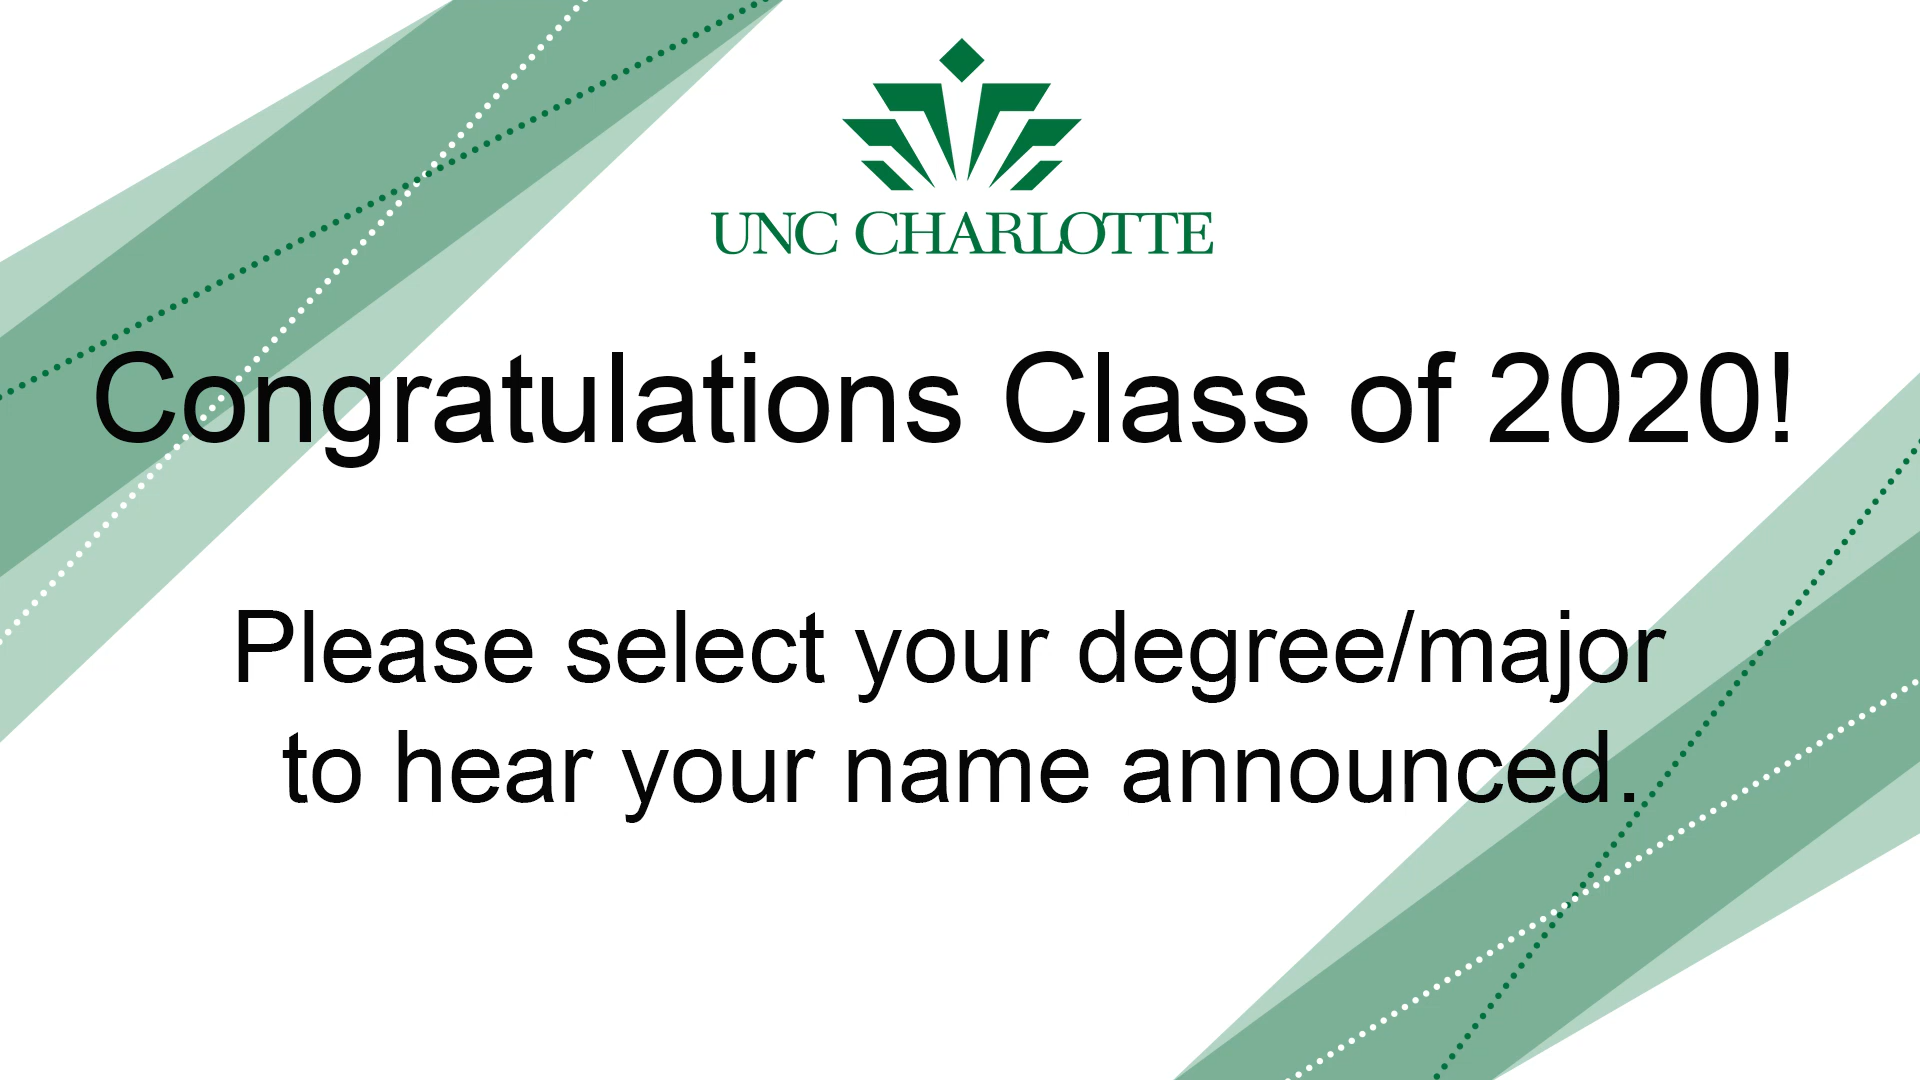 UNC CHARLOTTE
Congratulations Class of 2020!
Please select your degree/major
to hear your name announced.